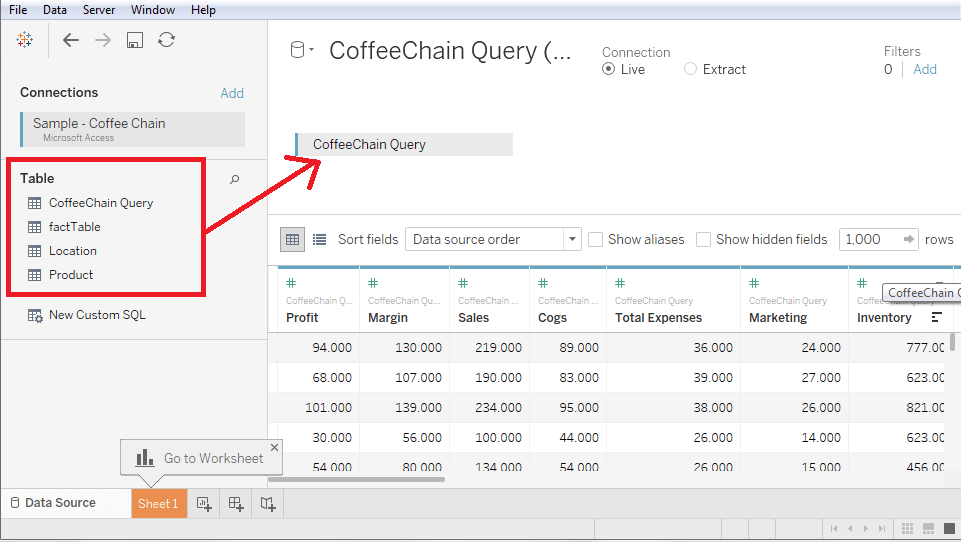 File Data Server Window Help
CoffeeChain Query (...
Connection
Live Extract
Filters
0 Add
Connections Add
Sample - Coffee Chain
Microsoft Access
CoffeeChain Query
Table
CoffeeChain Query
factTable
Location
Product
New Custom SQL
Sort fields Data source order Show aliases Show hidden fields 1,000 rows
CoffeeChain Q... CoffeeChain Qu... CoffeeChain ... CoffeeChain ... CoffeeChain Query CoffeeChain Query
CoffeeChain
Profit Margin Sales Cogs Total Expenses Marketing Inventory
94.000 130.000 219.000 89.000 36.000 24.000 777.00
68.000 107.000 190.000 83.000 39.000 27.000 623.00
101.000 139.000 234.000 95.000 38.000 26.000 821.00
30.000 56.000 100.000 44.000 26.000 14.000 623.00
54.000 80.000 134.000 54.000 26.000 15.000 456.00
Go to Worksheet
Data Source Sheet 1